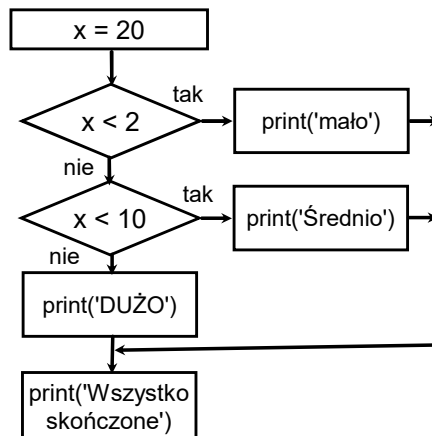 x = 20
tak
x < 2
print('mało')
nie
tak
x < 10
print('Średnio')
nie
print('DUŻO')
print('Wszystko
skończone')